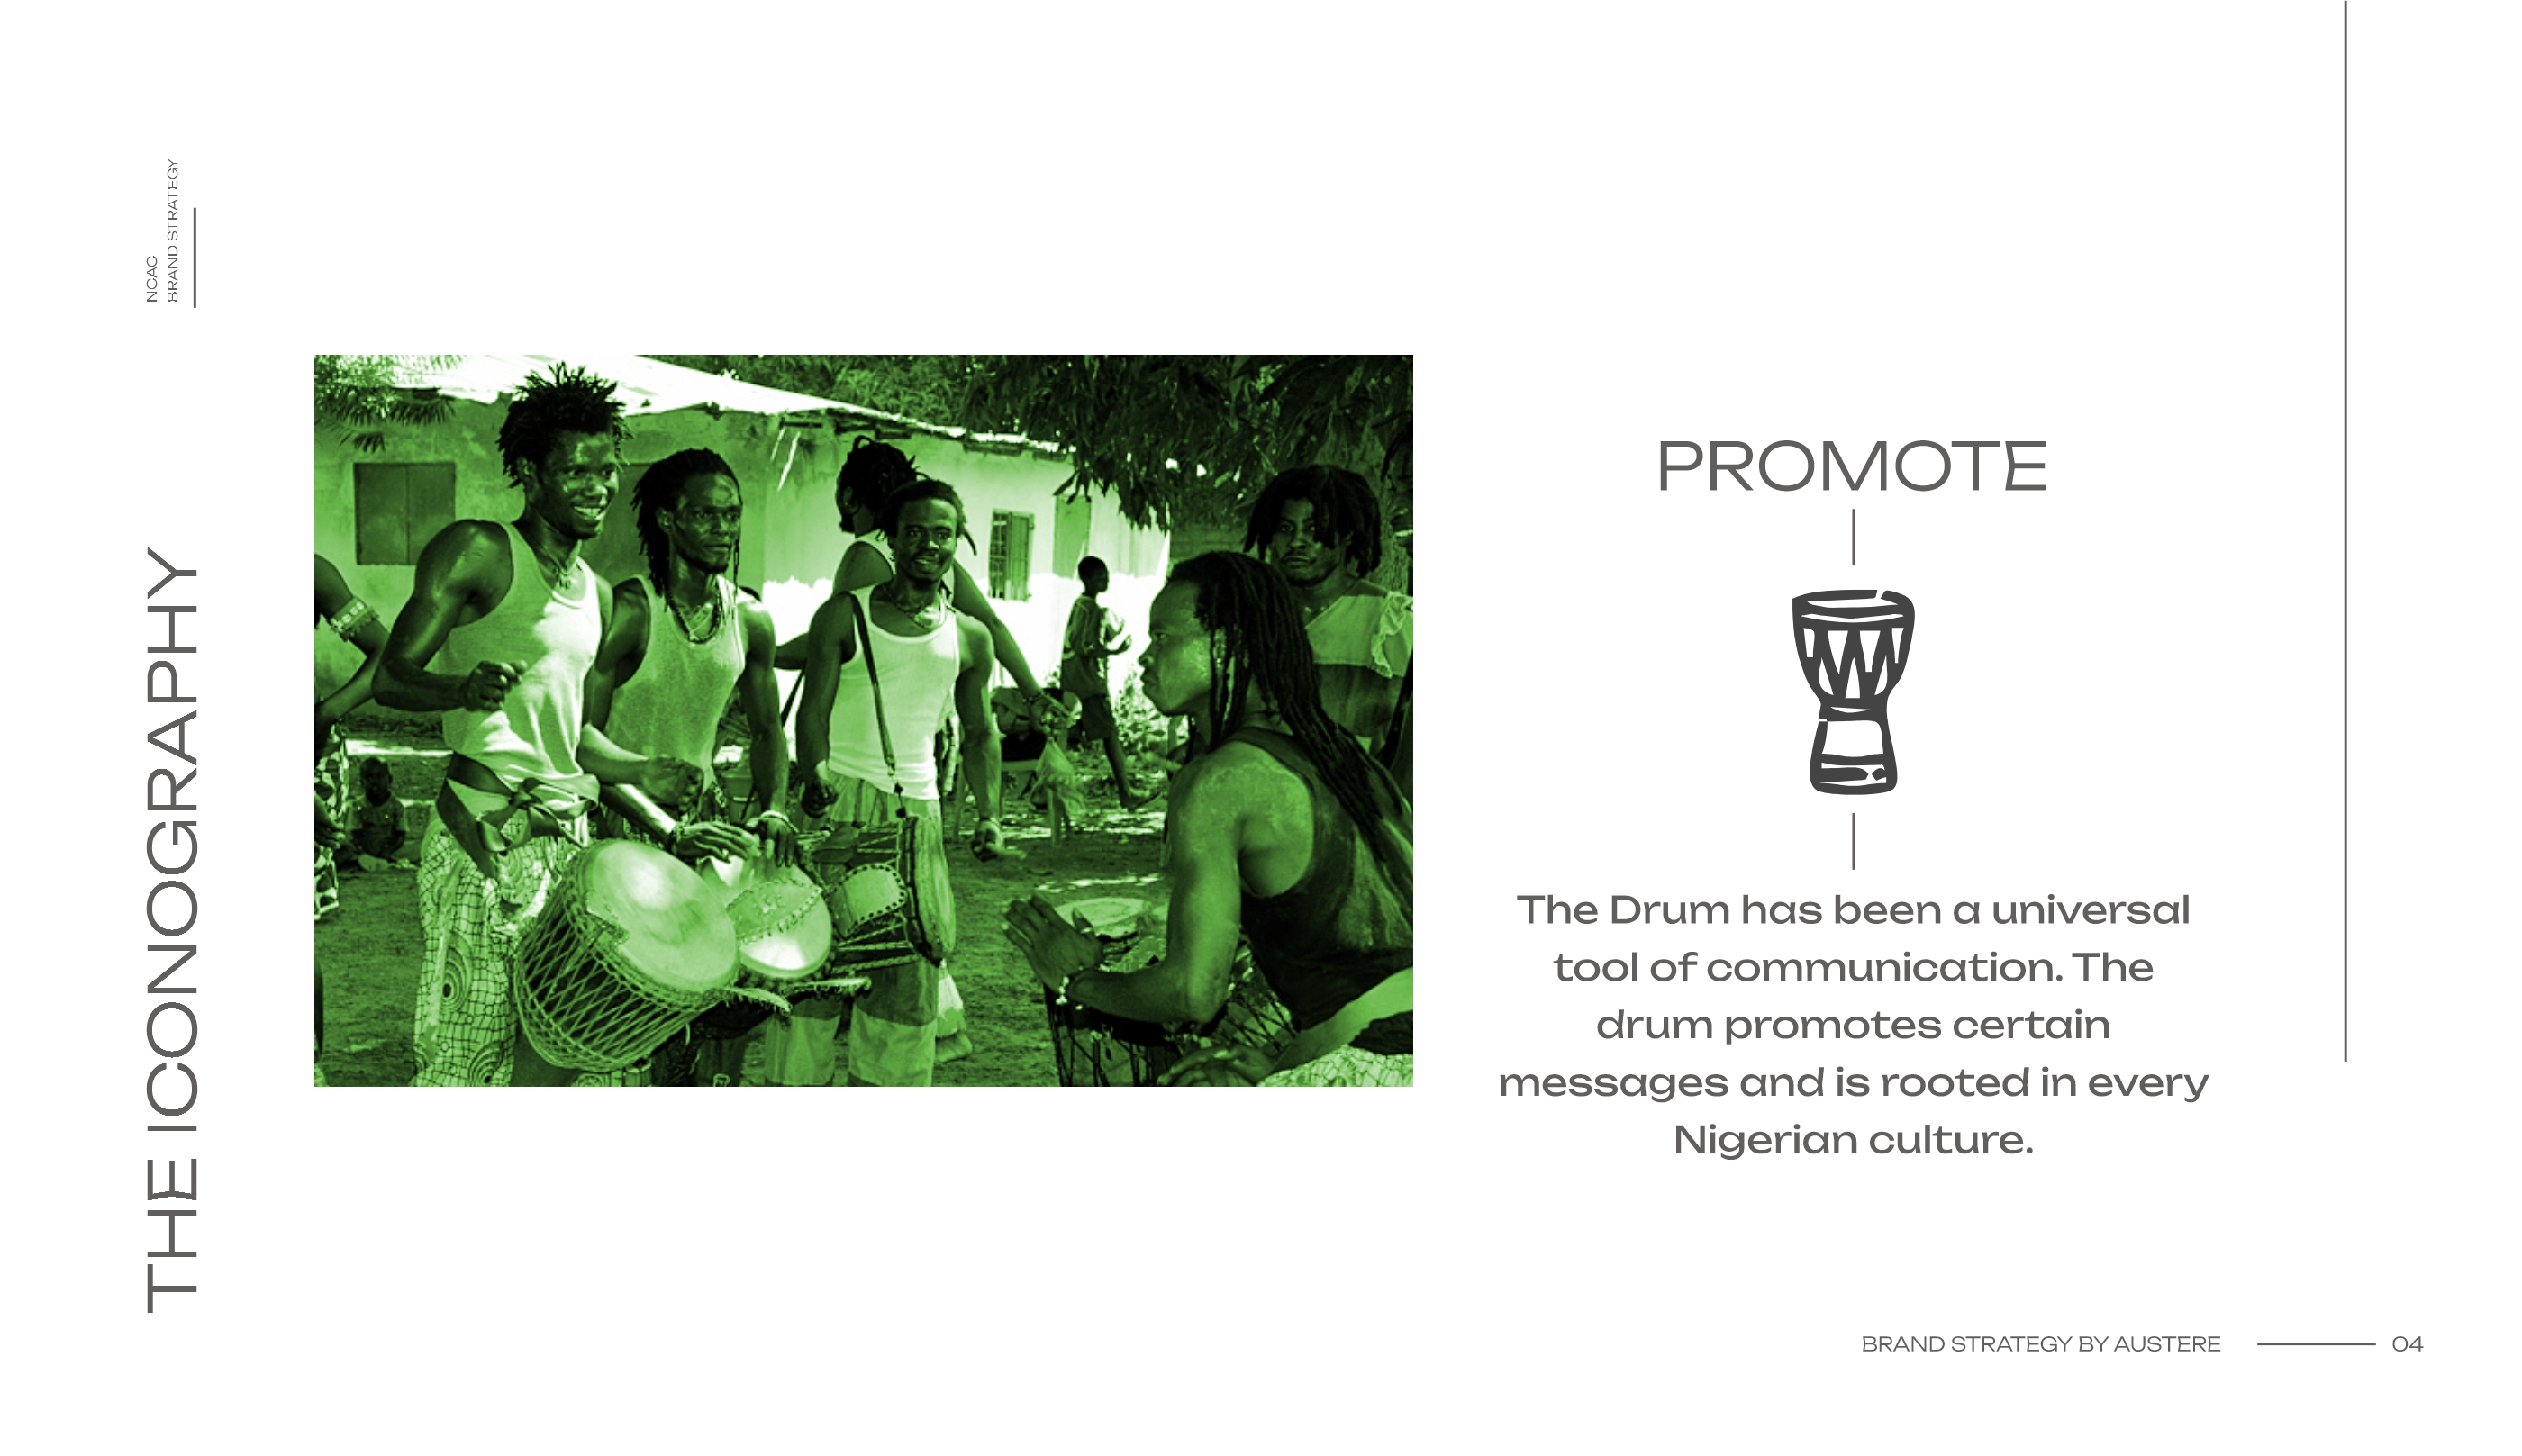 NCAC
BRAND STRATEGY
THE ICONOGRAPHY
PROMOTE
The Drum has been a universal
tool of communication. The
drum promotes certain
messages and is rooted in every
Nigerian culture.
BRAND STRATEGY BY AUSTERE
04